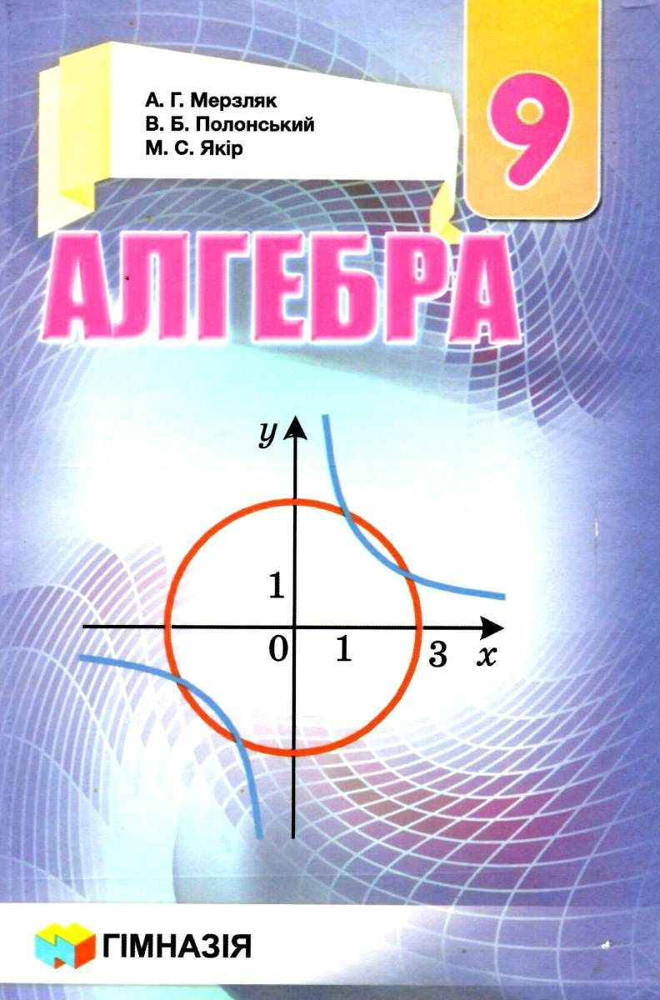 А. Г. Мерзляк
В. Б. Полонський
М. С. Якір
9
АЛГЕБРА
y
1
0 1 3 x
ГІМНАЗІЯ